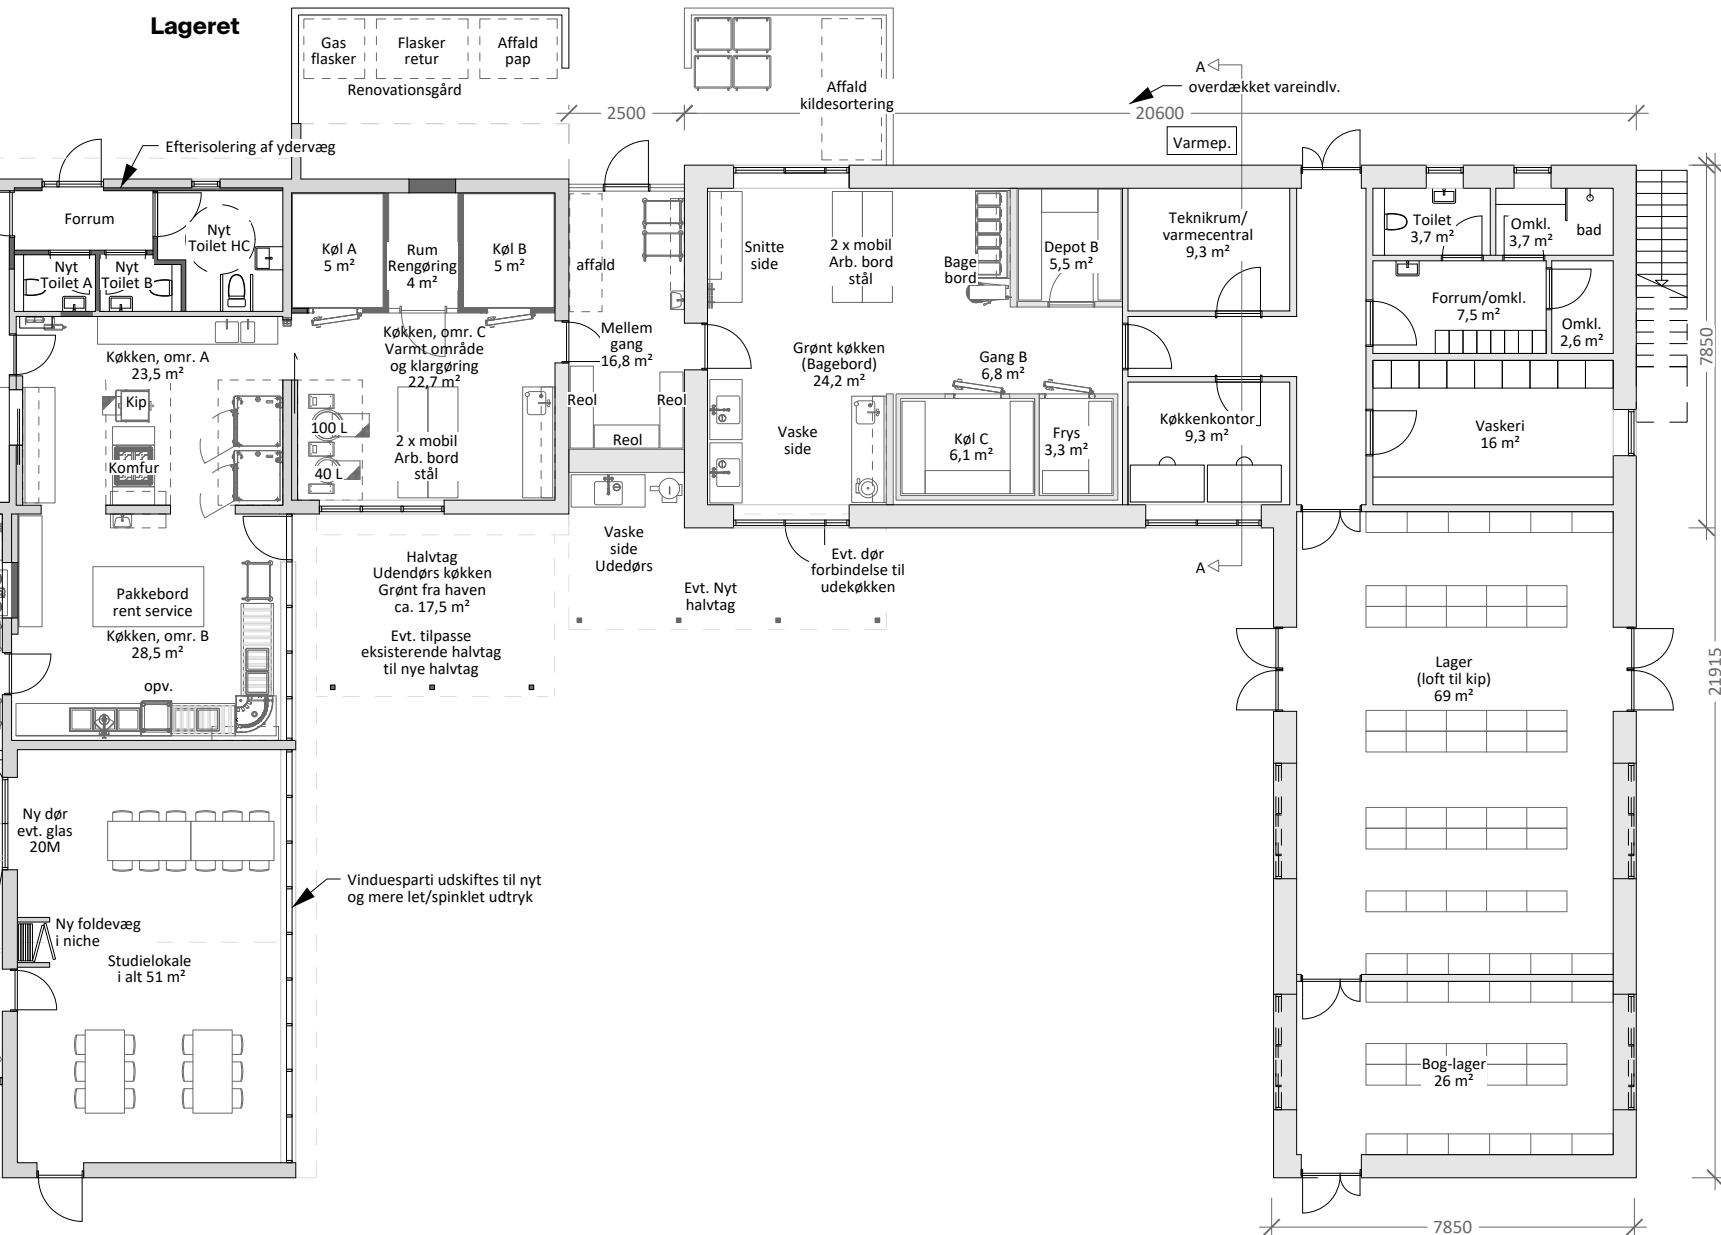 Lageret
Gas
flasker
Flasker
retur
Affald
pap
Renovationsgård
Affald
kildesortering
A
overdækket vareindlv.
2500
20600
Varmep.
Efterisolering af ydervæg
Forrum
Nyt
Toilet HC
Nyt
Toilet A
Nyt
Toilet B
Køl A
5 m²
Rum
Rengøring
4 m²
Køl B
5 m²
affald
Mellem
gang
16,8 m²
Snitte
side
2 x mobil
Arb. bord
stål
Bage
bord
Depot B
5,5 m²
Teknikrum/
varmecentral
9,3 m²
Toilet
3,7 m²
Omkl.
3,7 m²
bad
Forrum/omkl.
7,5 m²
Omkl.
2,6 m²
7850
Køkken, omr. A
23,5 m²
Kip
Komfur
Køkken, omr. C
Varmt område
og klargøring
22,7 m²
100 L
40 L
2 x mobil
Arb. bord
stål
Reol
Reol
Reol
Grønt køkken
(Bagebord)
24,2 m²
Vaske
side
Gang B
6,8 m²
Køl C
6,1 m²
Frys
3,3 m²
Køkkenkontor
9,3 m²
Vaskeri
16 m²
Vaske
side
Udedørs
Evt. dør
forbindelse til
udekøkken
A
Evt. Nyt
halvtag
Halvtag
Udendørs køkken
Grønt fra haven
ca. 17,5 m²
Evt. tilpasse
eksisterende halvtag
til nye halvtag
Pakkebord
rent service
Køkken, omr. B
28,5 m²
opv.
Lager
(loft til kip)
69 m²
21915
Ny dør
evt. glas
20M
Vinduesparti udskiftes til nyt
og mere let/spinklet udtryk
Ny foldevæg
i niche
Studielokale
i alt 51 m²
Bog-lager
26 m²
7850